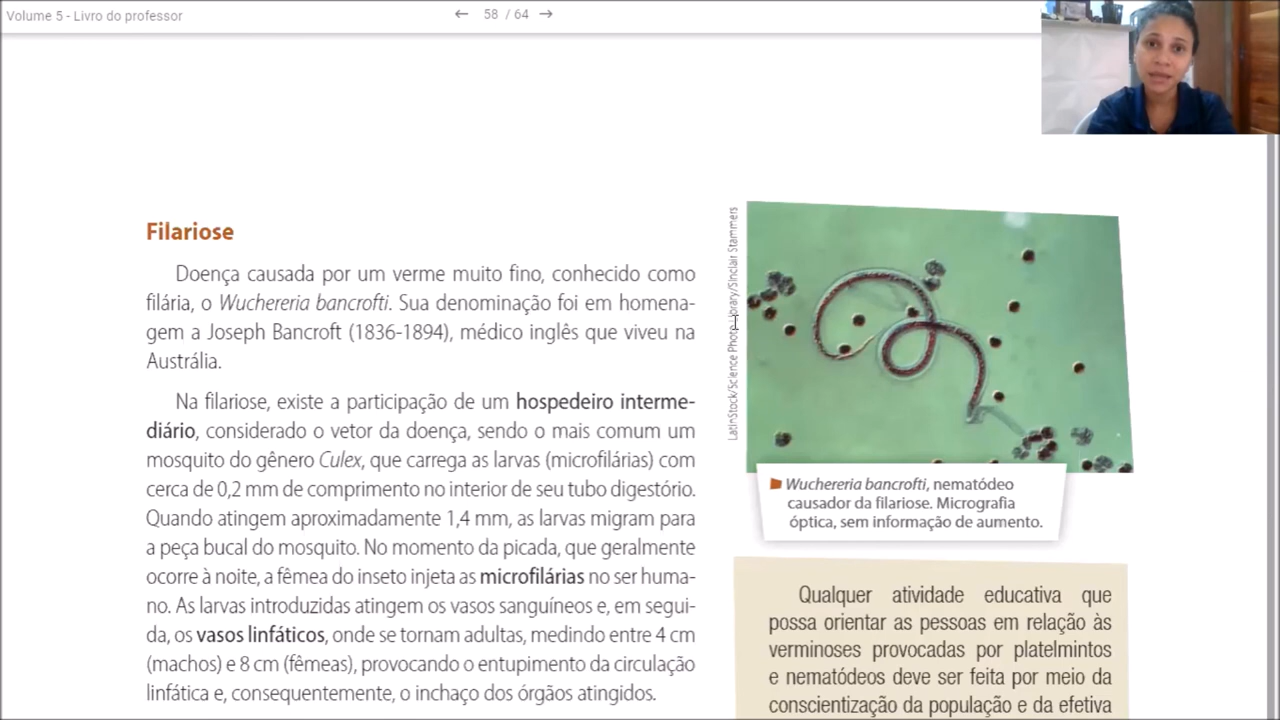 Volume 5 - Livro do professor
← 58 / 64 →
Filariose
Doença causada por um verme muito fino, conhecido como
filária, o Wuchereria bancrofti. Sua denominação foi em homena-
gem a Joseph Bancroft (1836-1894), médico inglês que viveu na
Austrália.
Na filariose, existe a participação de um hospedeiro interme-
diário, considerado o vetor da doença, sendo o mais comum um
mosquito do gênero Culex, que carrega as larvas (microfilárias) com
cerca de 0,2 mm de comprimento no interior de seu tubo digestório.
Quando atingem aproximadamente 1,4 mm, as larvas migram para
a peça bucal do mosquito. No momento da picada, que geralmente
ocorre à noite, a fêmea do inseto injeta as microfilárias no ser huma-
no. As larvas introduzidas atingem os vasos sanguíneos e, em segui-
da, os vasos linfáticos, onde se tornam adultas, medindo entre 4 cm
(machos) e 8 cm (fêmeas), provocando o entupimento da circulação
linfática e, consequentemente, o inchaço dos órgãos atingidos.
LatinStock/Science Photo Library/Sinclair Stammers
Wuchereria bancrofti, nematódeo
causador da filariose. Micrografia
óptica, sem informação de aumento.
Qualquer atividade educativa que
possa orientar as pessoas em relação às
verminoses provocadas por platelmintos
e nematódeos deve ser feita por meio da
conscientização da população e da efetiva